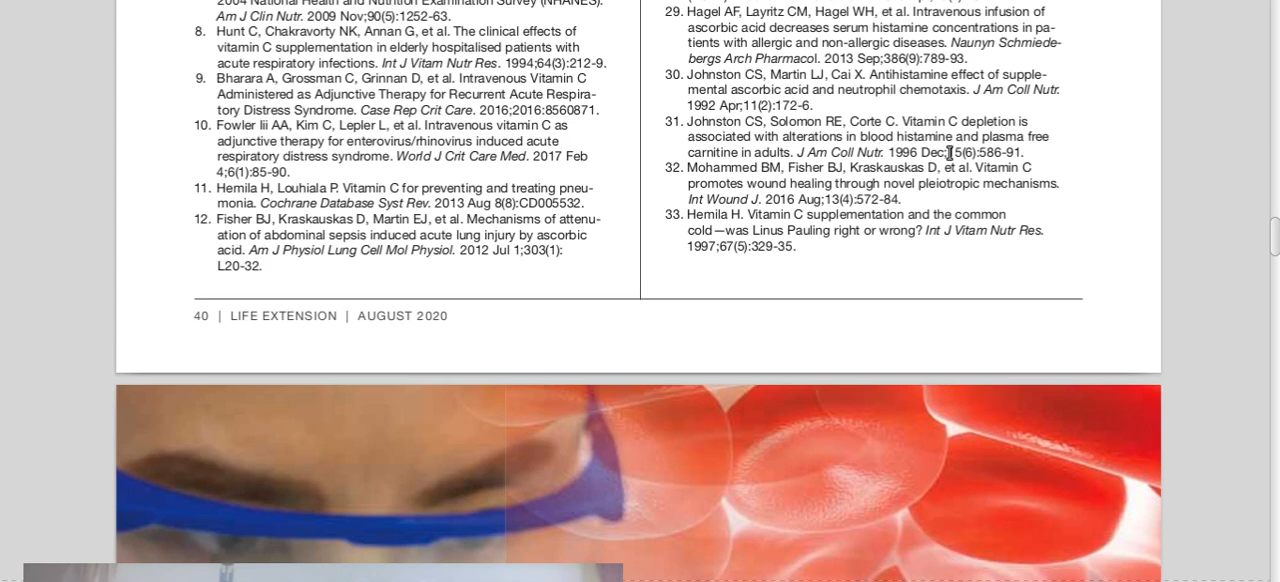 2004 National Health and Nutrition Examination Survey (NHANES).
Am J Clin Nutr. 2009 Nov;90(5):1252-63.
8. Hunt C, Chakravorty NK, Annan G, et al. The clinical effects of
vitamin C supplementation in elderly hospitalised patients with
acute respiratory infections. Int J Vitam Nutr Res. 1994;64(3):212-9.
9. Bharara A, Grossman C, Grinnan D, et al. Intravenous Vitamin C
Administered as Adjunctive Therapy for Recurrent Acute Respira-
tory Distress Syndrome. Case Rep Crit Care. 2016;2016:8560871.
10. Fowler Iii AA, Kim C, Lepler L, et al. Intravenous vitamin C as
adjunctive therapy for enterovirus/rhinovirus induced acute
respiratory distress syndrome. World J Crit Care Med. 2017 Feb
4;6(1):85-90.
11. Hemila H, Louhiala P. Vitamin C for preventing and treating pneu-
monia. Cochrane Database Syst Rev. 2013 Aug 8(8):CD005532.
12. Fisher BJ, Kraskauskas D, Martin EJ, et al. Mechanisms of attenu-
ation of abdominal sepsis induced acute lung injury by ascorbic
acid. Am J Physiol Lung Cell Mol Physiol. 2012 Jul 1;303(1):
L20-32.
29. Hagel AF, Layritz CM, Hagel WH, et al. Intravenous infusion of
ascorbic acid decreases serum histamine concentrations in pa-
tients with allergic and non-allergic diseases. Naunyn Schmiede-
bergs Arch Pharmacol. 2013 Sep;386(9):789-93.
30. Johnston CS, Martin LJ, Cai X. Antihistamine effect of supple-
mental ascorbic acid and neutrophil chemotaxis. J Am Coll Nutr.
1992 Apr;11(2):172-6.
31. Johnston CS, Solomon RE, Corte C. Vitamin C depletion is
associated with alterations in blood histamine and plasma free
carnitine in adults. J Am Coll Nutr. 1996 Dec;15(6):586-91.
32. Mohammed BM, Fisher BJ, Kraskauskas D, et al. Vitamin C
promotes wound healing through novel pleiotropic mechanisms.
Int Wound J. 2016 Aug;13(4):572-84.
33. Hemila H. Vitamin C supplementation and the common
cold—was Linus Pauling right or wrong? Int J Vitam Nutr Res.
1997;67(5):329-35.
40 | LIFE EXTENSION | AUGUST 2020